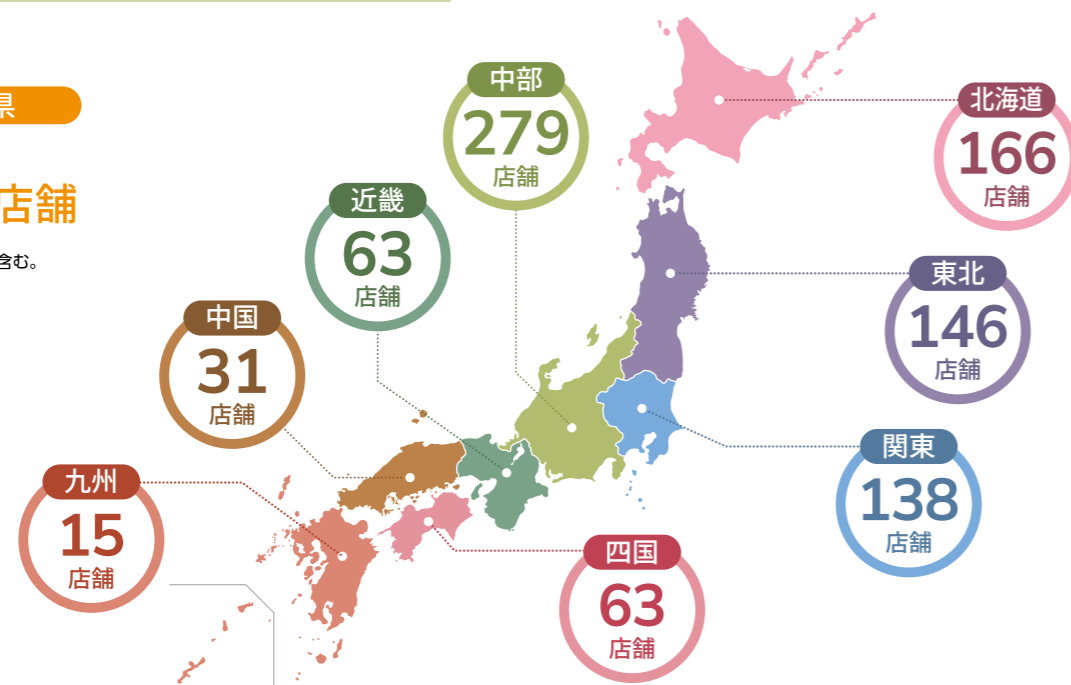 県
店舗
含む。
中部
279
店舗
北海道
166
店舗
近畿
63
店舗
東北
146
店舗
中国
31
店舗
関東
138
店舗
九州
15
店舗
四国
63
店舗